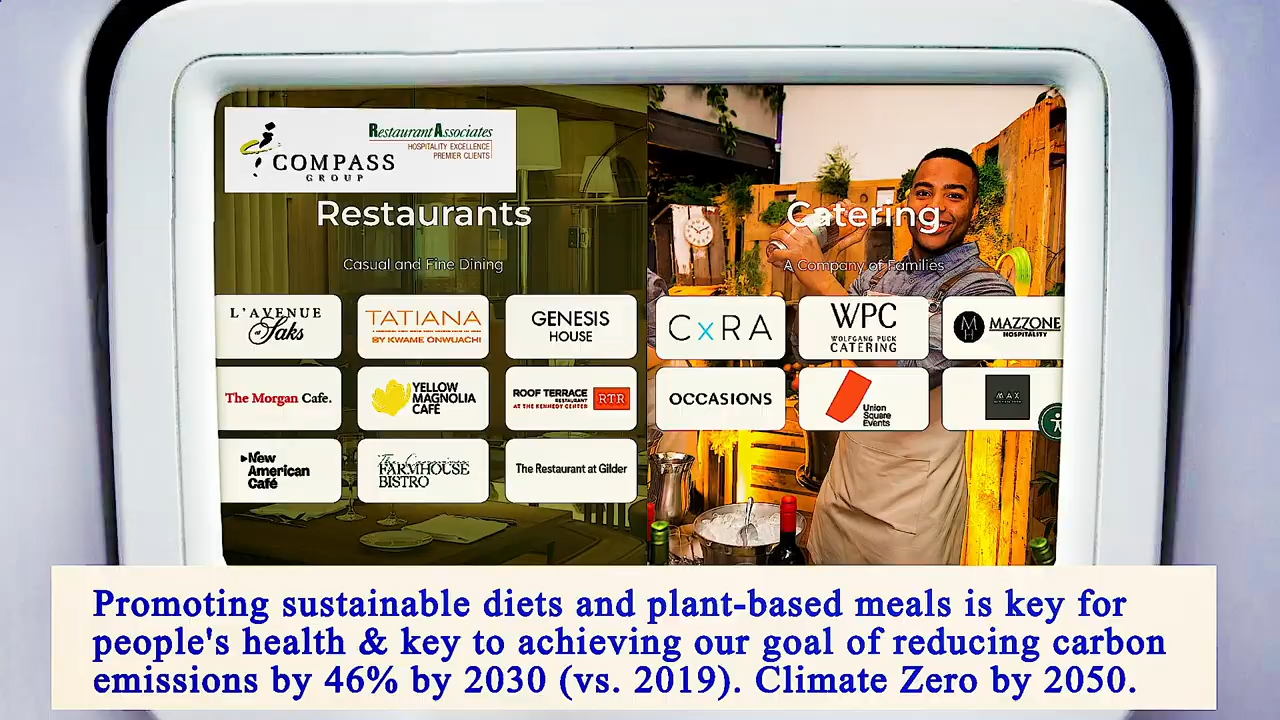 COMPASS
GROUP
RESTAURANT ASSOCIATES
HOSPITALITY EXCELLENCE
PREMIER CLIENTS
Restaurants
Casual and Fine Dining
L'AVENUE
at Saks
TATIANA
BY KWAME ONWUACHI
GENESIS
HOUSE
The Morgan Cafe.
YELLOW
MAGNOLIA
CAFÉ
ROOF TERRACE
RESTAURANT
AT THE KENNEDY CENTER
RTR
New
American
Café
FARMHOUSE
BISTRO
The Restaurant at Gilder
Catering
A Company of Families
CxRA
WPC
WOLFGANG PUCK
CATERING
MH
MAZZONE
HOSPITALITY
OCCASIONS
Union
Square
Events
MAX
Promoting sustainable diets and plant-based meals is key for
people's health & key to achieving our goal of reducing carbon
emissions by 46% by 2030 (vs. 2019). Climate Zero by 2050.